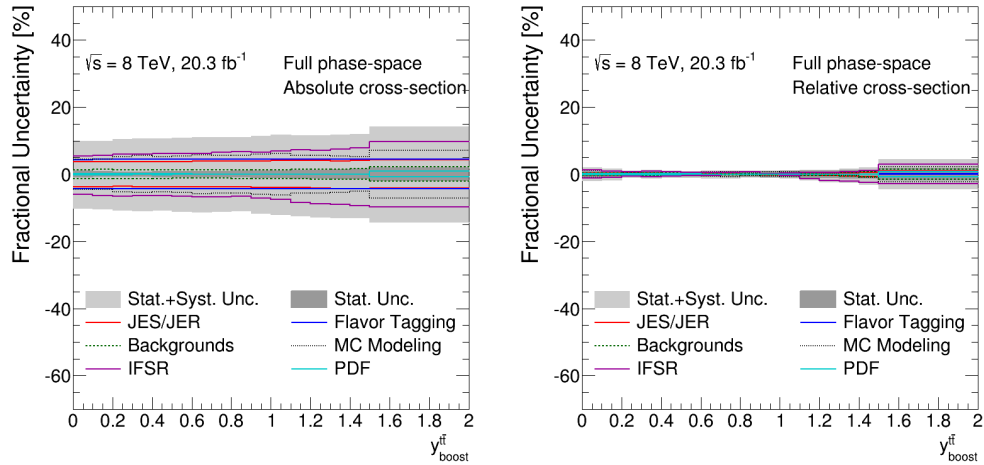 Fractional Uncertainty [%]
40
20
0
-20
-40
-60
√s = 8 TeV, 20.3 fb⁻¹
Full phase-space
Absolute cross-section
Stat.+Syst. Unc.
Stat. Unc.
JES/JER
Flavor Tagging
Backgrounds
MC Modeling
IFSR
PDF
0 0.2 0.4 0.6 0.8 1 1.2 1.4 1.6 1.8 2
y^{tt̄}_{boost}
Fractional Uncertainty [%]
40
20
0
-20
-40
-60
√s = 8 TeV, 20.3 fb⁻¹
Full phase-space
Relative cross-section
Stat.+Syst. Unc.
Stat. Unc.
JES/JER
Flavor Tagging
Backgrounds
MC Modeling
IFSR
PDF
0 0.2 0.4 0.6 0.8 1 1.2 1.4 1.6 1.8 2
y^{tt̄}_{boost}